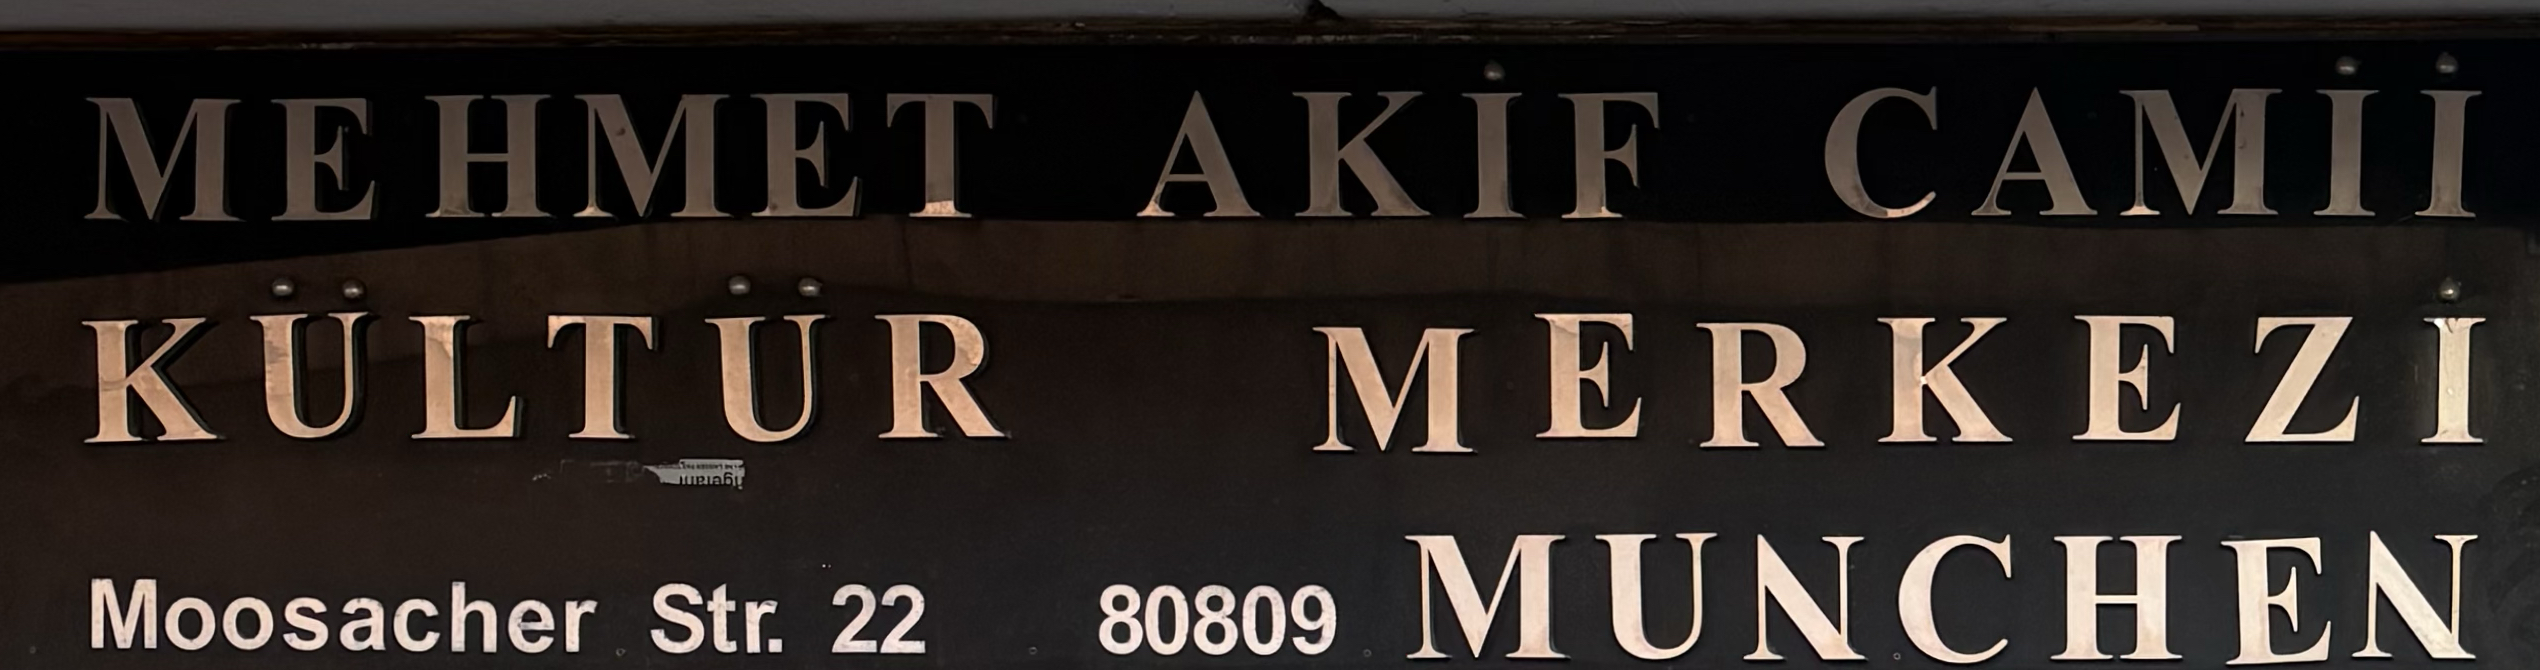 MEHMET AKİF CAMİİ
KÜLTÜR MERKEZİ
Moosacher Str. 22 80809 MUNCHEN